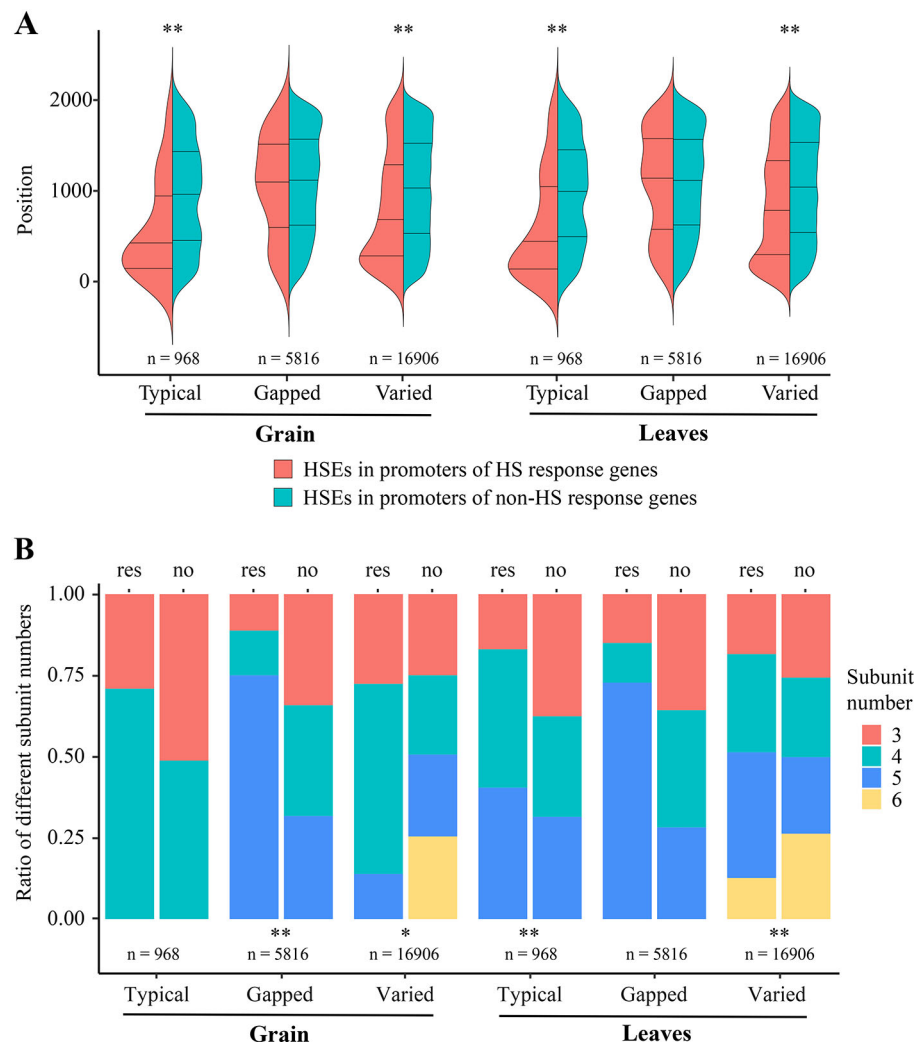 A
** ** ** **
Position
2000
1000
0
n = 968 n = 5816 n = 16906 n = 968 n = 5816 n = 16906
Typical Gapped Varied Typical Gapped Varied
Grain Leaves
HSEs in promoters of HS response genes
HSEs in promoters of non-HS response genes
B
res no res no res no res no res no res no
Ratio of different subunit numbers
1.00
0.75
0.50
0.25
0.00
Subunit
number
3
4
5
6
** * ** **
n = 968 n = 5816 n = 16906 n = 968 n = 5816 n = 16906
Typical Gapped Varied Typical Gapped Varied
Grain Leaves